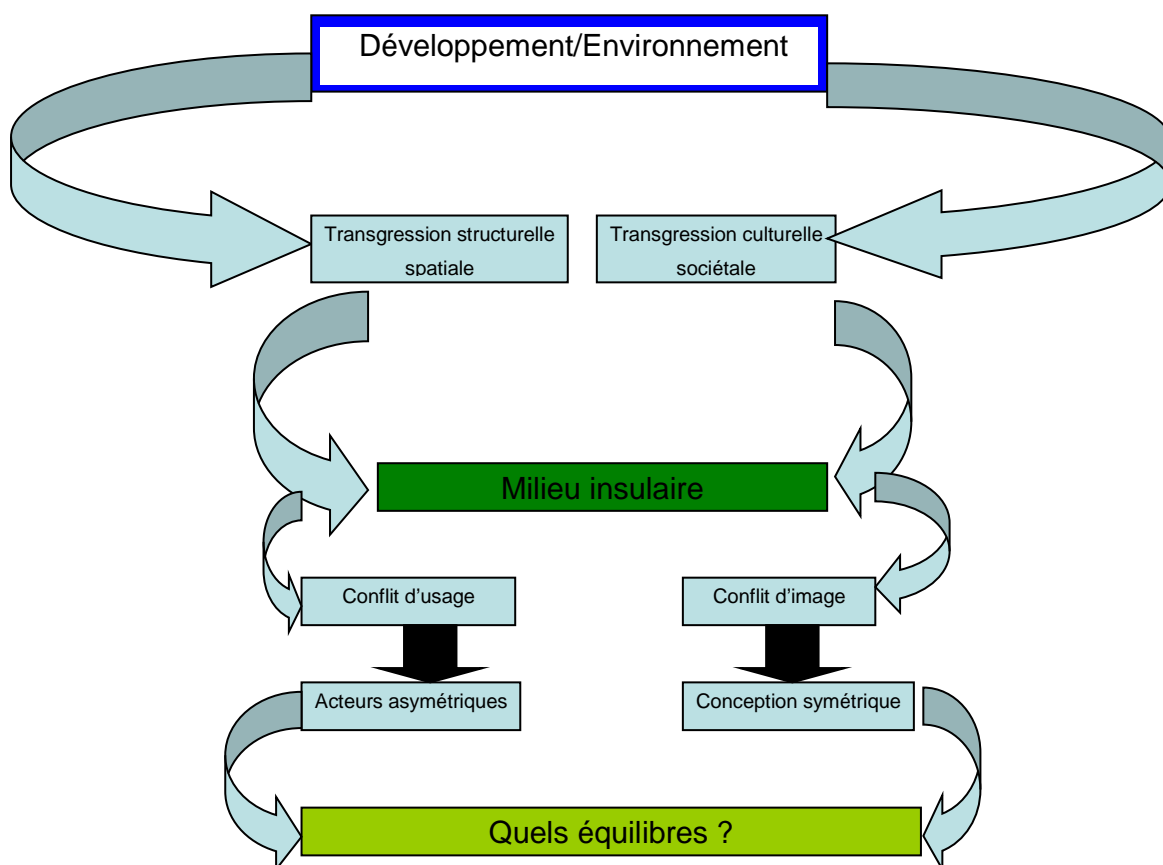 Développement/Environnement
Transgression structurelle
spatiale
Transgression culturelle
sociétale
Milieu insulaire
Conflit d’usage
Conflit d’image
Acteurs asymétriques
Conception symétrique
Quels équilibres ?